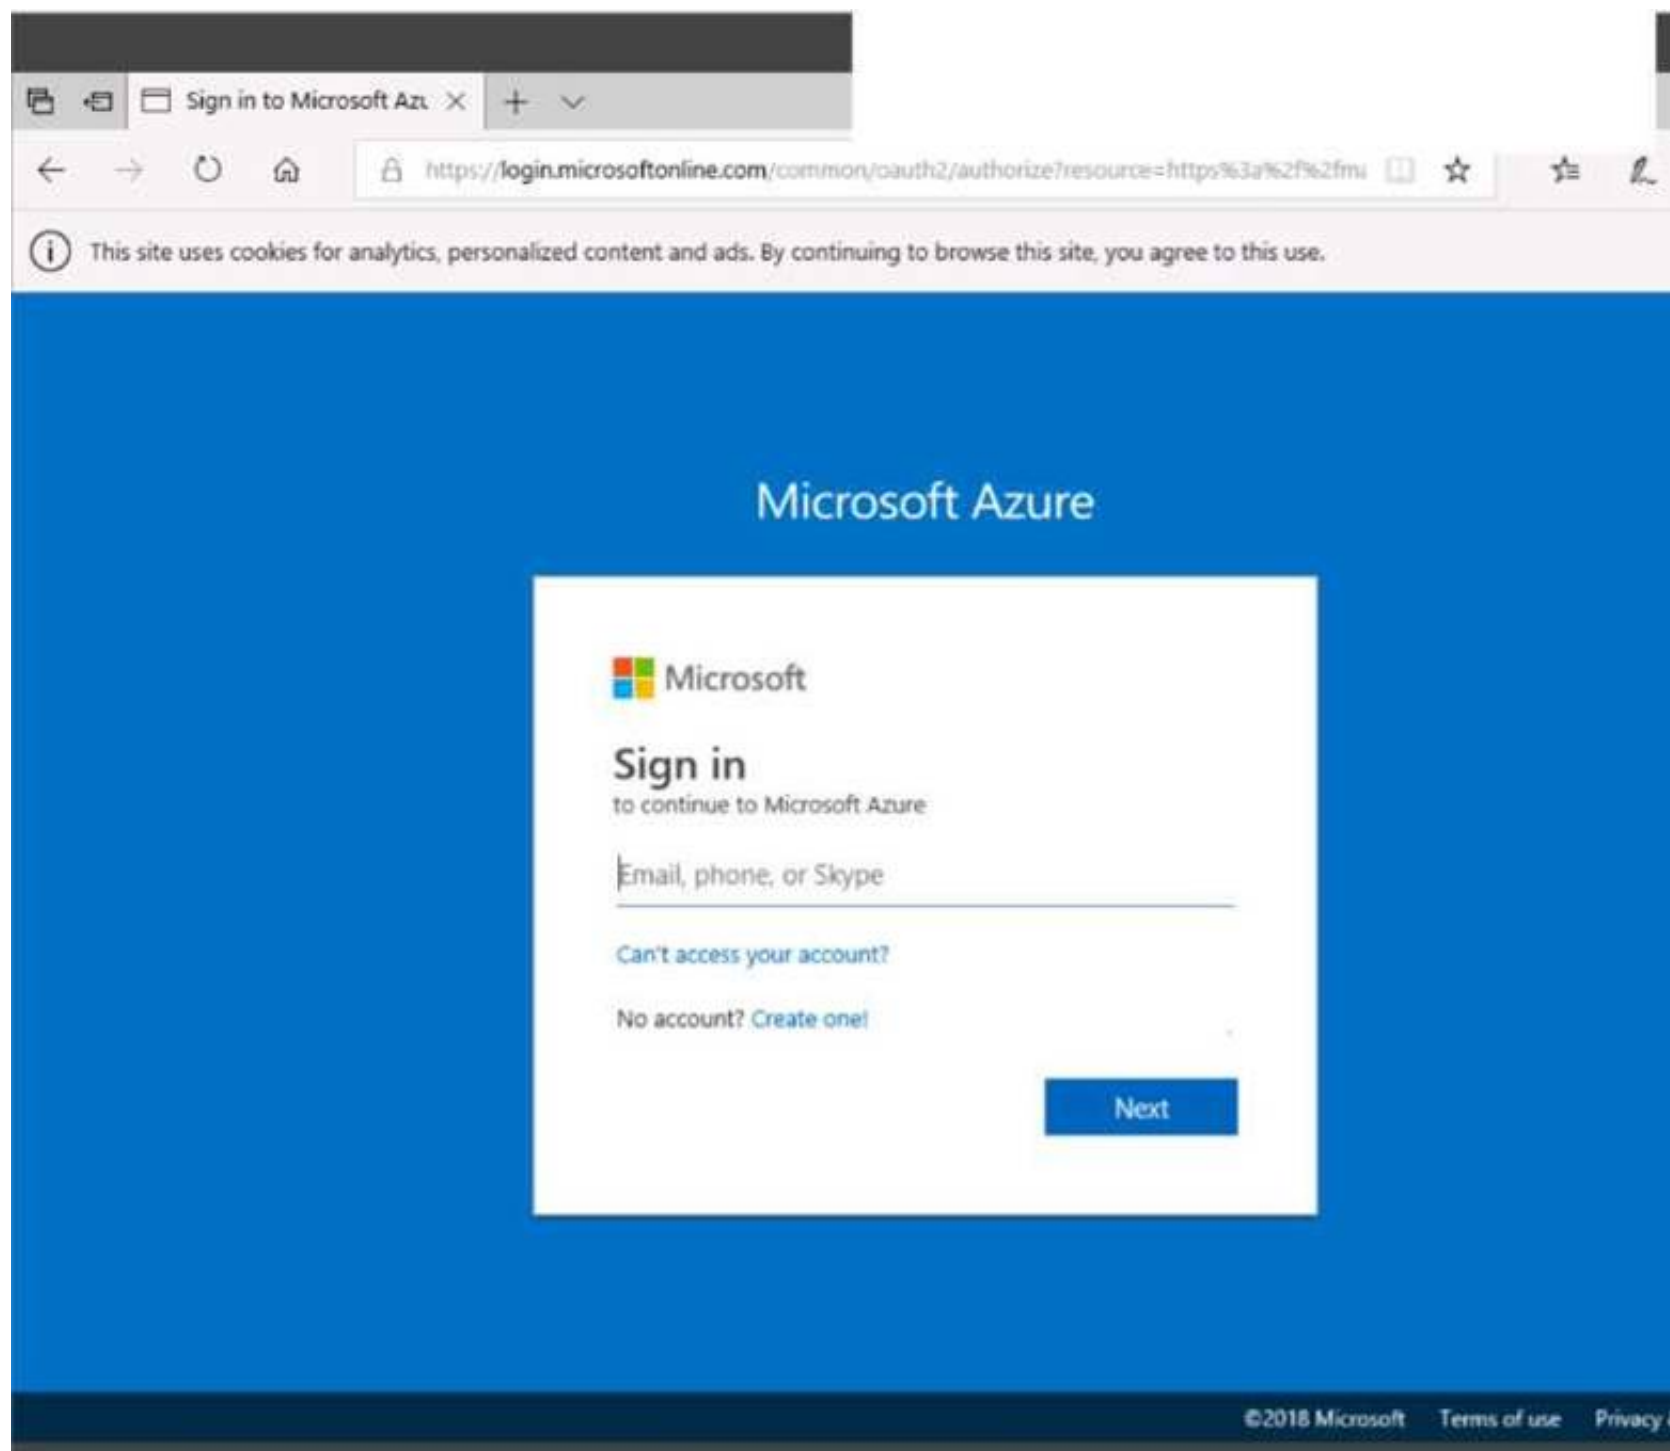 Sign in to Microsoft Azu
https://login.microsoftonline.com/common/oauth2/authorize?resource=https%3a%2f%2fma
This site uses cookies for analytics, personalized content and ads. By continuing to browse this site, you agree to this use.
Microsoft Azure
Microsoft
Sign in
to continue to Microsoft Azure
Email, phone, or Skype
Can't access your account?
No account? Create one!
Next
©2018 Microsoft Terms of use Privacy &